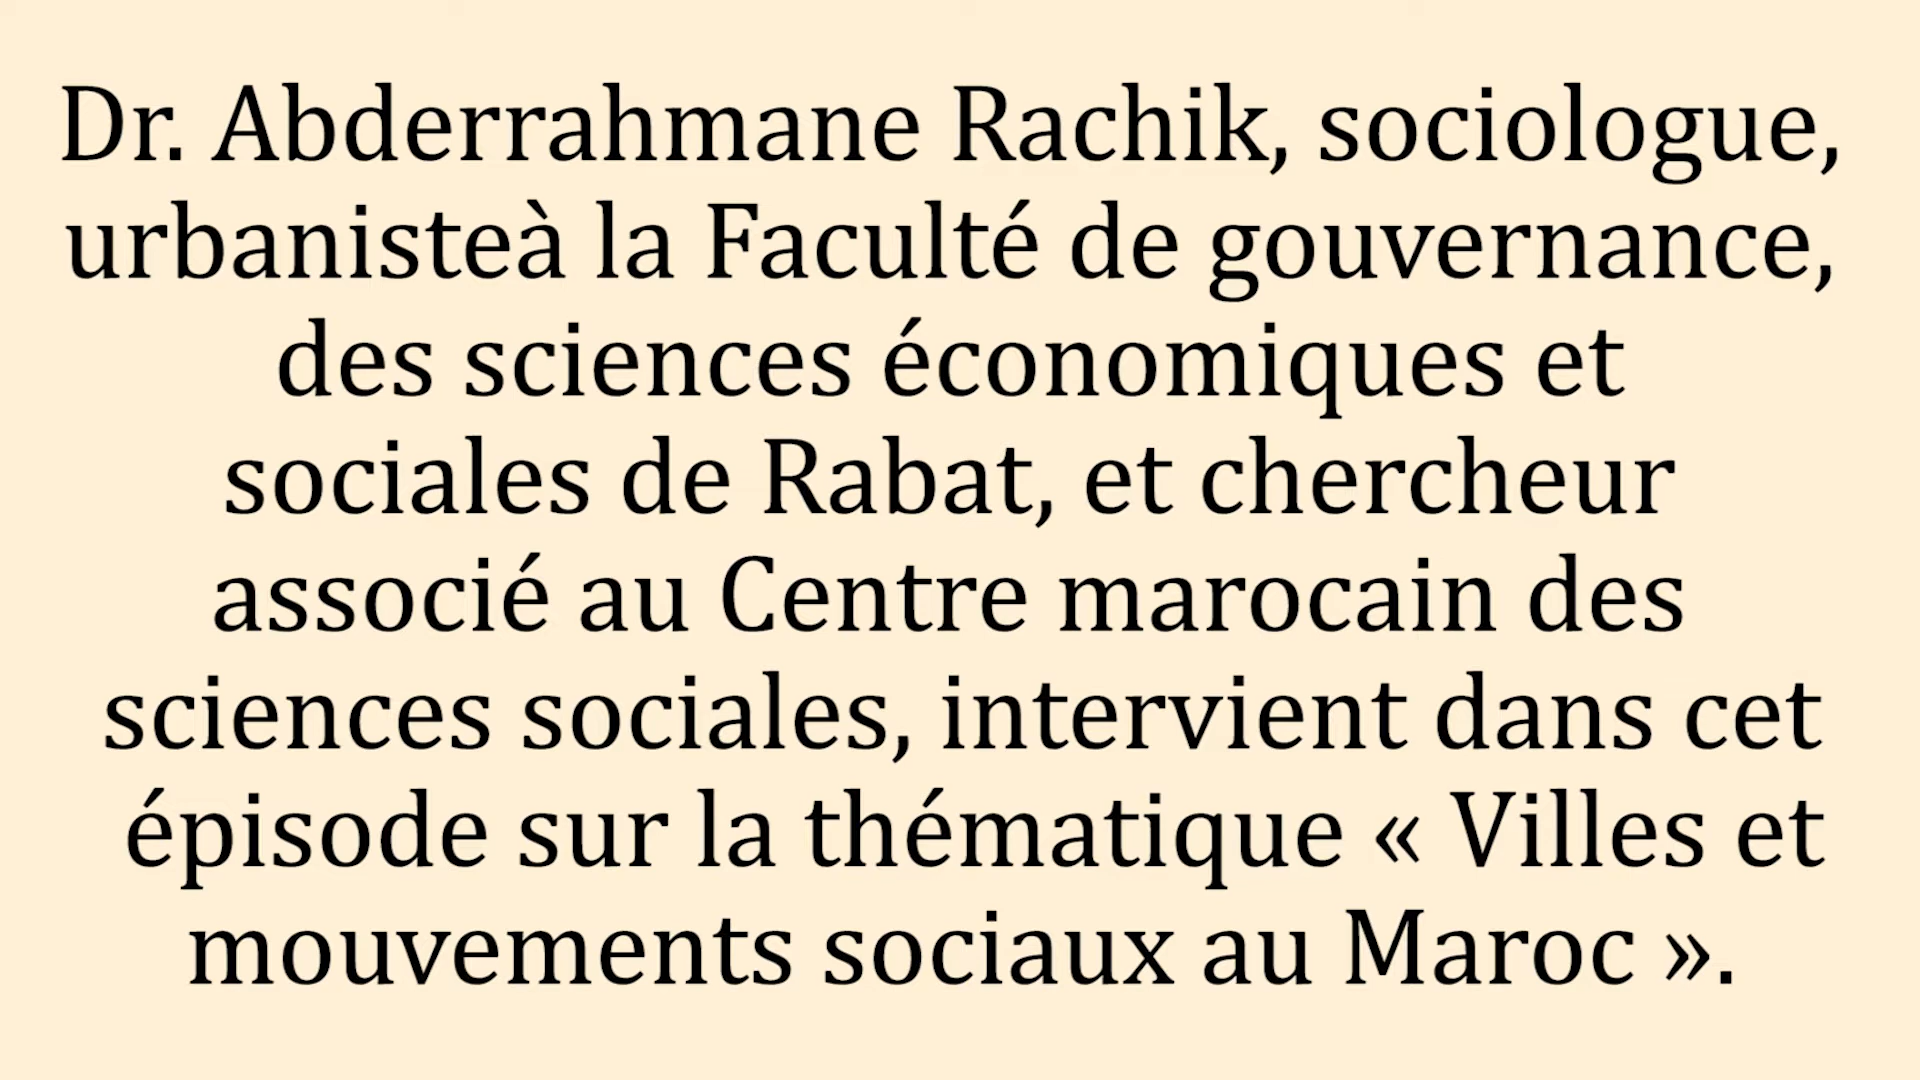 Dr. Abderrahmane Rachik, sociologue,
urbanisteà la Faculté de gouvernance,
des sciences économiques et
sociales de Rabat, et chercheur
associé au Centre marocain des
sciences sociales, intervient dans cet
épisode sur la thématique « Villes et
mouvements sociaux au Maroc ».